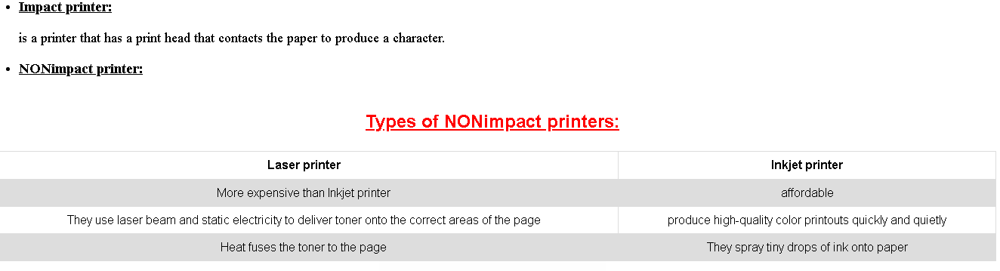 Impact printer:
is a printer that has a print head that contacts the paper to produce a character.
NONimpact printer:
Types of NONimpact printers:
Laser printer Inkjet printer
More expensive than Inkjet printer affordable
They use laser beam and static electricity to deliver toner onto the correct areas of the page produce high-quality color printouts quickly and quietly
Heat fuses the toner to the page They spray tiny drops of ink onto paper